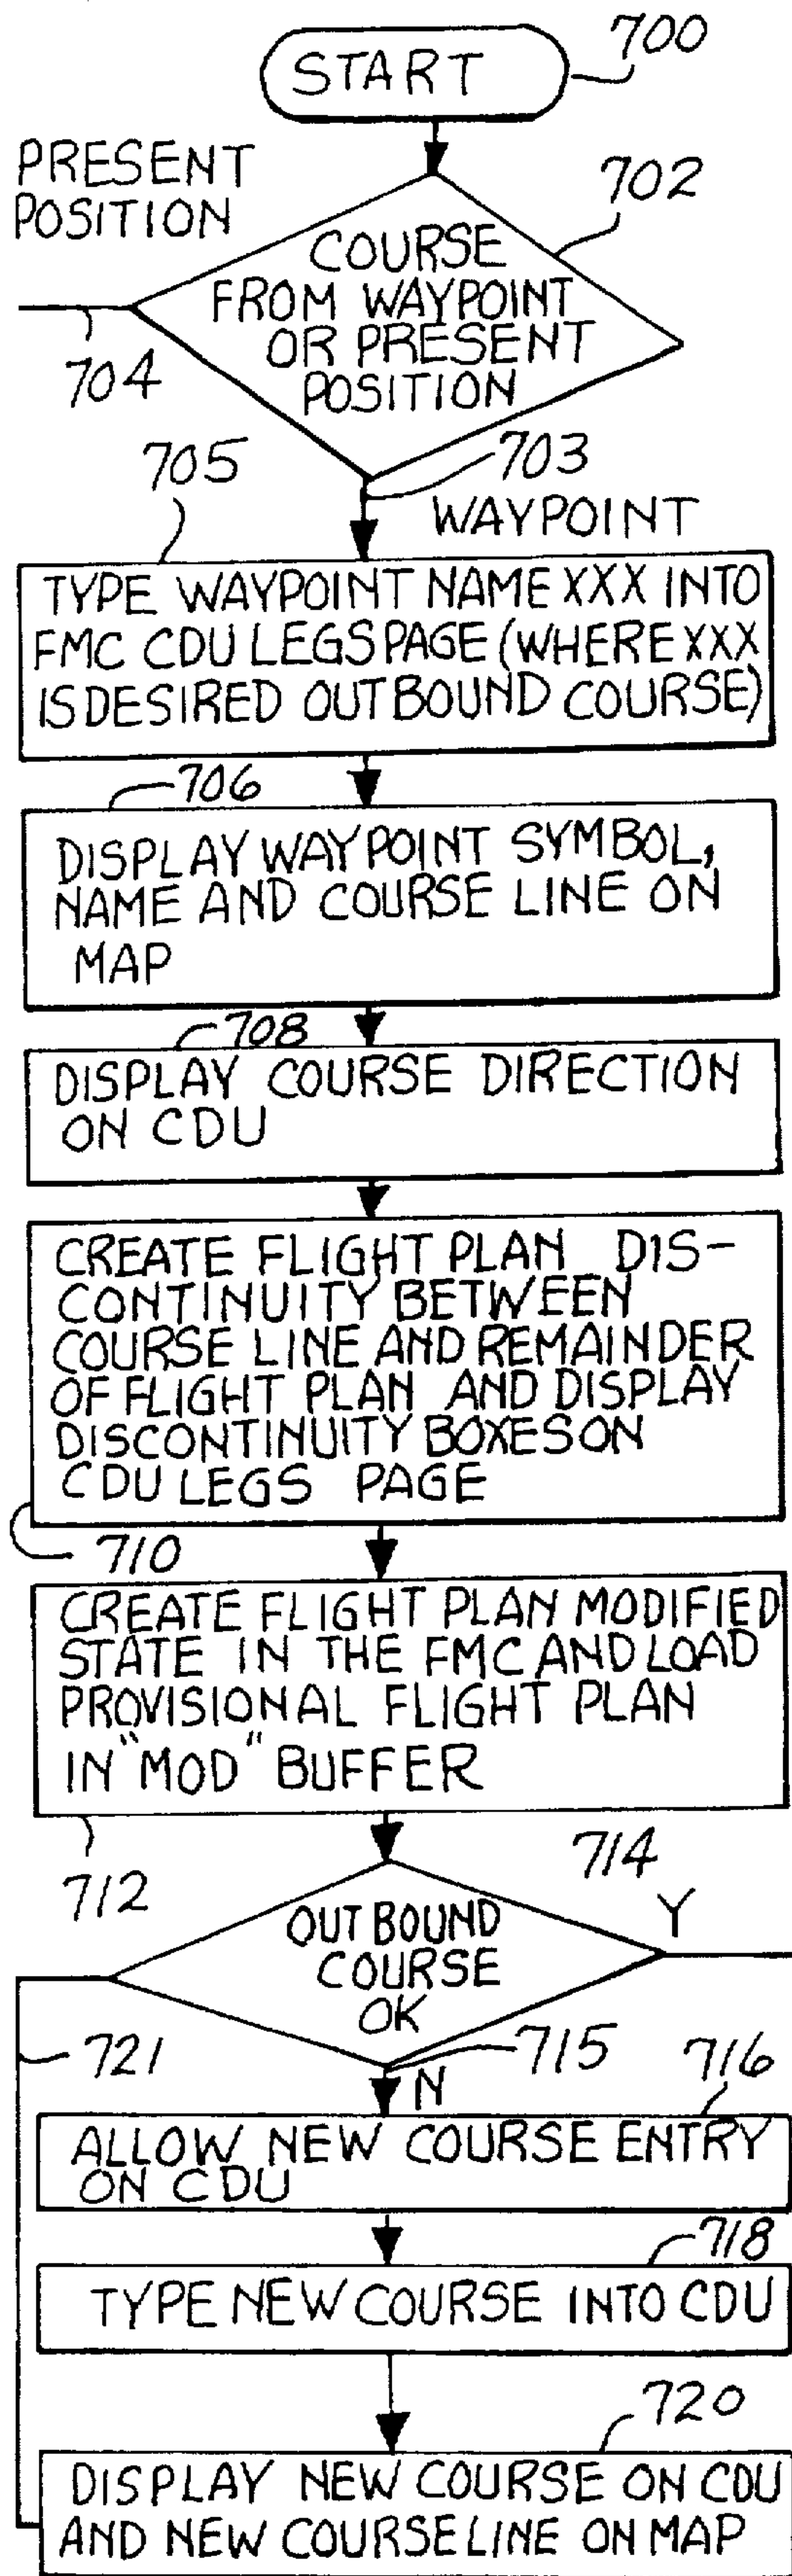 START
700
PRESENT
POSITION
702
COURSE
FROM WAYPOINT
OR PRESENT
POSITION
704
703
705
WAYPOINT
TYPE WAYPOINT NAME XXX INTO
FMC CDU LEGS PAGE (WHERE XXX
IS DESIRED OUTBOUND COURSE)
706
DISPLAY WAYPOINT SYMBOL,
NAME AND COURSE LINE ON
MAP
708
DISPLAY COURSE DIRECTION
ON CDU
CREATE FLIGHT PLAN DIS-
CONTINUITY BETWEEN
COURSE LINE AND REMAINDER
OF FLIGHT PLAN AND DISPLAY
DISCONTINUITY BOXES ON
CDU LEGS PAGE
710
CREATE FLIGHT PLAN MODIFIED
STATE IN THE FMC AND LOAD
PROVISIONAL FLIGHT PLAN
IN "MOD" BUFFER
712
714
Y
OUTBOUND
COURSE
OK
721
715
716
N
ALLOW NEW COURSE ENTRY
ON CDU
718
TYPE NEW COURSE INTO CDU
720
DISPLAY NEW COURSE ON CDU
AND NEW COURSE LINE ON MAP